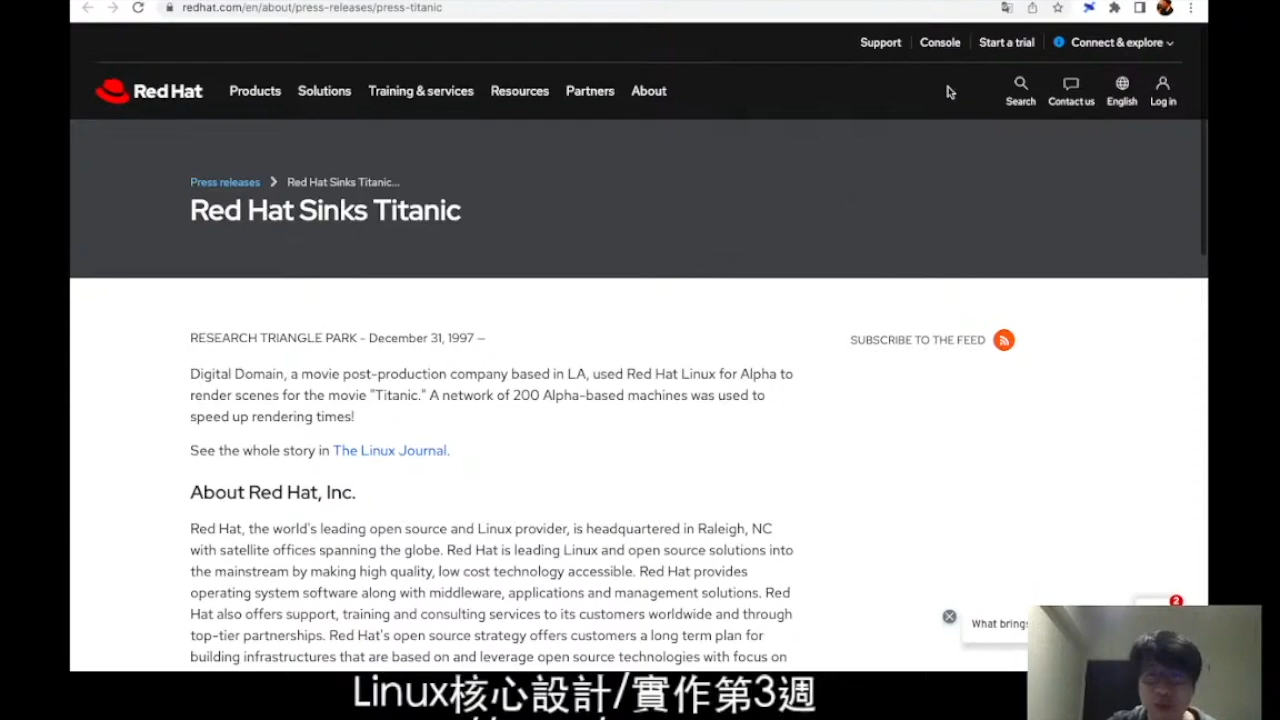 redhat.com/en/about/press-releases/press-titanic
Support Console Start a trial Connect & explore
Red Hat Products Solutions Training & services Resources Partners About
Search Contact us English Log in
Press releases Red Hat Sinks Titanic...
Red Hat Sinks Titanic
RESEARCH TRIANGLE PARK - December 31, 1997 –
SUBSCRIBE TO THE FEED
Digital Domain, a movie post-production company based in LA, used Red Hat Linux for Alpha to
render scenes for the movie "Titanic." A network of 200 Alpha-based machines was used to
speed up rendering times!
See the whole story in The Linux Journal.
About Red Hat, Inc.
Red Hat, the world's leading open source and Linux provider, is headquartered in Raleigh, NC
with satellite offices spanning the globe. Red Hat is leading Linux and open source solutions into
the mainstream by making high quality, low cost technology accessible. Red Hat provides
operating system software along with middleware, applications and management solutions. Red
Hat also offers support, training and consulting services to its customers worldwide and through
top-tier partnerships. Red Hat's open source strategy offers customers a long term plan for
building infrastructures that are based on and leverage open source technologies with focus on
2
What brings
Linux核心設計/實作第3週